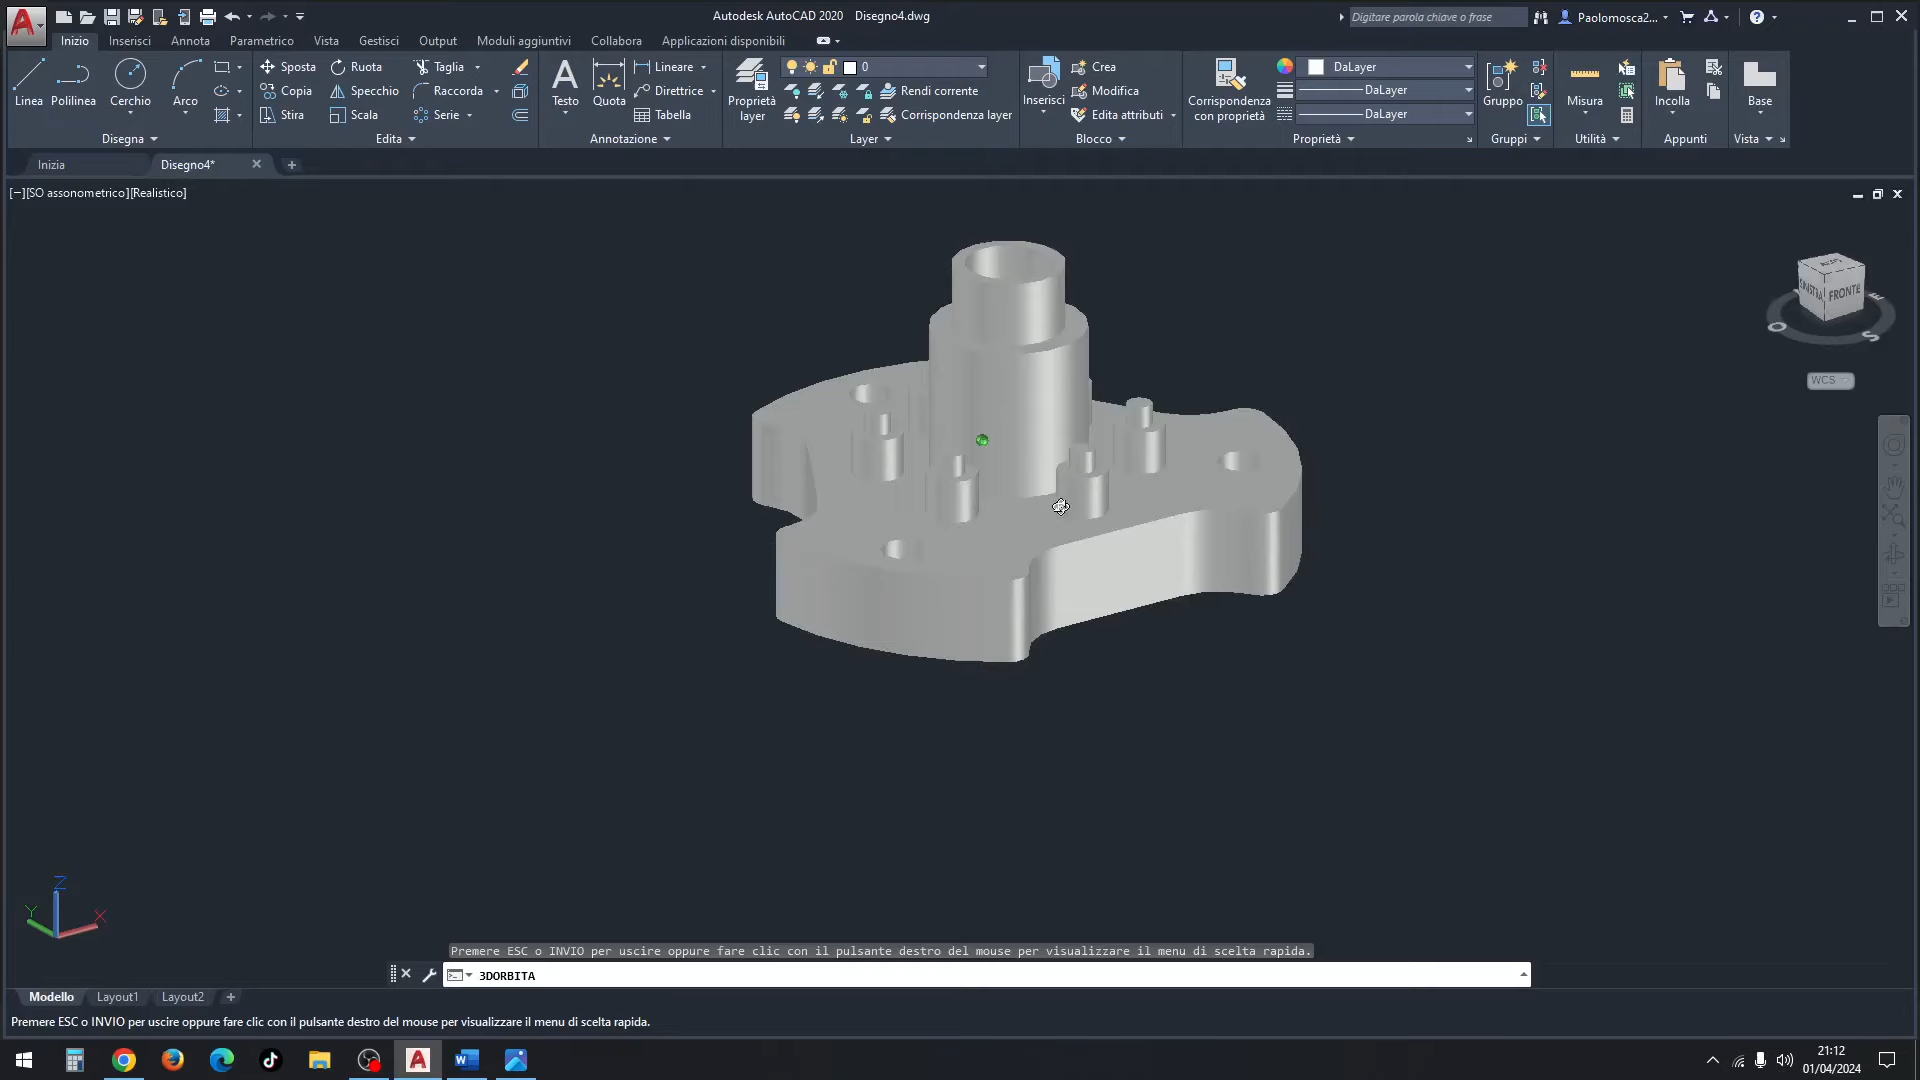 Autodesk AutoCAD 2020 Disegno4.dwg
Digitare parola chiave o frase
Paolomosca2...
Inizio Inserisci Annota Parametrico Vista Gestisci Output Moduli aggiuntivi Collabora Applicazioni disponibili
Linea Polilinea Cerchio Arco
Sposta Ruota Taglia
Copia Specchio Raccorda
Stira Scala Serie
Testo Quota
Lineare
Direttrice
Tabella
Proprietà layer
0
Rendi corrente
Corrispondenza layer
Inserisci
Crea
Modifica
Edita attributi
Corrispondenza con proprietà
DaLayer
DaLayer
DaLayer
Gruppo Misura Incolla Base
Disegna Edita Annotazione Layer Blocco Proprietà Gruppi Utilità Appunti Vista
Inizia Disegno4*
[−][SO assonometrico][Realistico]
ALTO
SINISTRA FRONTE
O S E
WCS
Z
Y X
Premere ESC o INVIO per uscire oppure fare clic con il pulsante destro del mouse per visualizzare il menu di scelta rapida.
3DORBITA
Modello Layout1 Layout2
Premere ESC o INVIO per uscire oppure fare clic con il pulsante destro del mouse per visualizzare il menu di scelta rapida.
21:12
01/04/2024